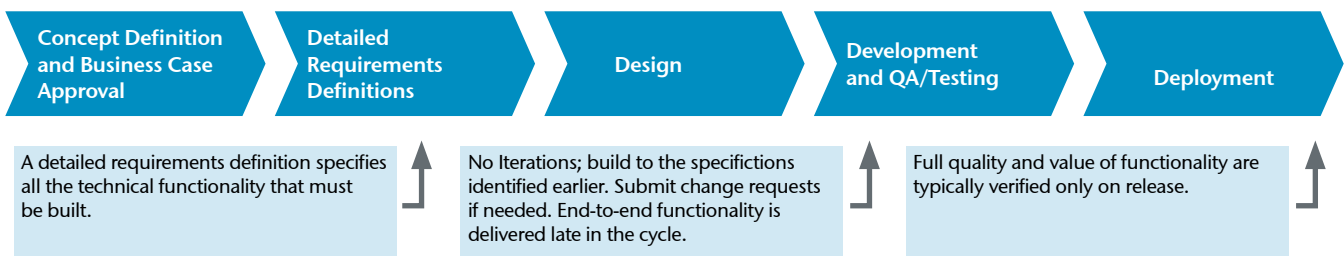 Concept Definition
and Business Case
Approval
Detailed
Requirements
Definitions
Design
Development
and QA/Testing
Deployment
A detailed requirements definition specifies
all the technical functionality that must
be built.
No Iterations; build to the specifictions
identified earlier. Submit change requests
if needed. End-to-end functionality is
delivered late in the cycle.
Full quality and value of functionality are
typically verified only on release.